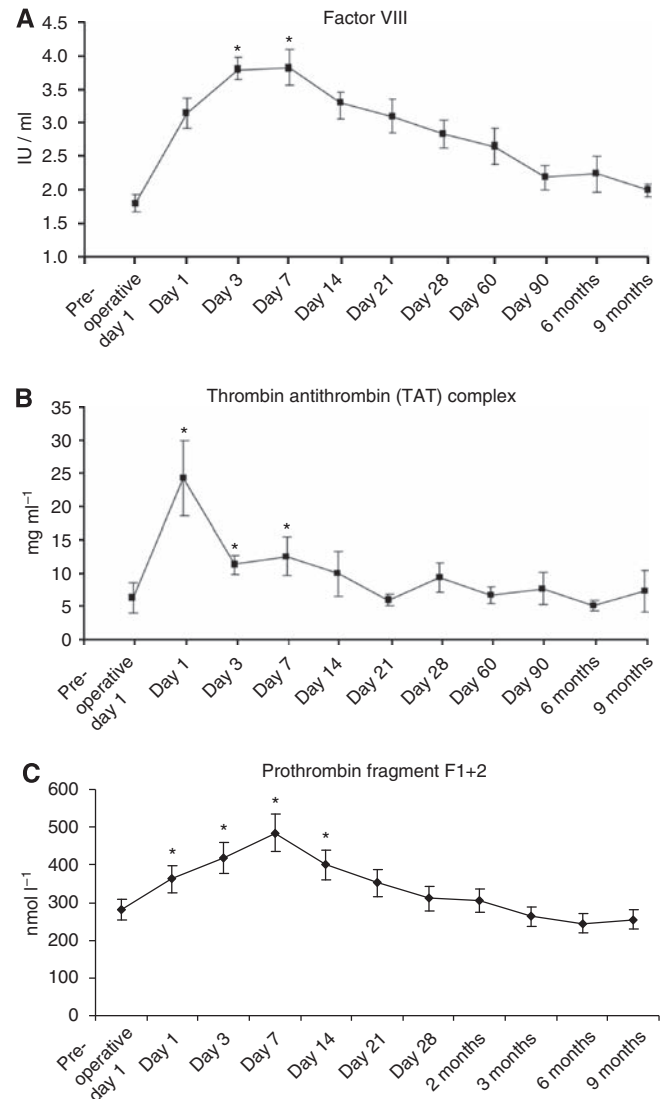 A
Factor VIII
4.5
4.0
3.5
3.0
2.5
2.0
1.5
1.0
IU / ml
*
*
Pre-
operative
day 1
Day 1
Day 3
Day 7
Day 14
Day 21
Day 28
Day 60
Day 90
6 months
9 months
B
Thrombin antithrombin (TAT) complex
35
30
25
20
15
10
5
0
mg ml⁻¹
*
*
*
Pre-
operative
day 1
Day 1
Day 3
Day 7
Day 14
Day 21
Day 28
Day 60
Day 90
6 months
9 months
C
Prothrombin fragment F1+2
600
500
400
300
200
100
0
nmol l⁻¹
*
*
*
*
Pre-
operative
day 1
Day 1
Day 3
Day 7
Day 14
Day 21
Day 28
2 months
3 months
6 months
9 months